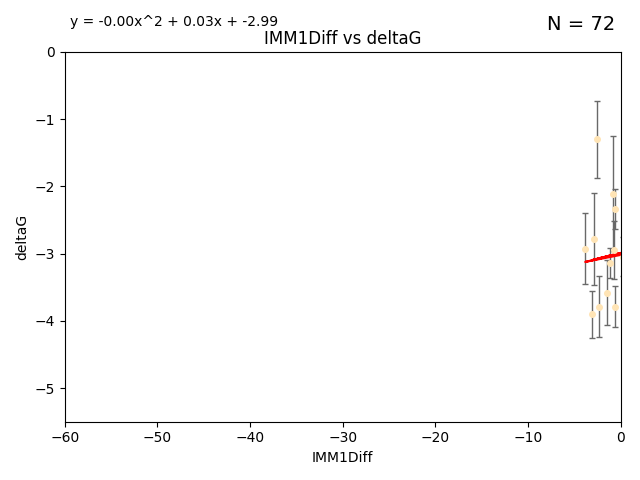 y = -0.00x^2 + 0.03x + -2.99
N = 72
IMM1Diff vs deltaG
0
−1
−2
−3
−4
−5
deltaG
−60 −50 −40 −30 −20 −10 0
IMM1Diff